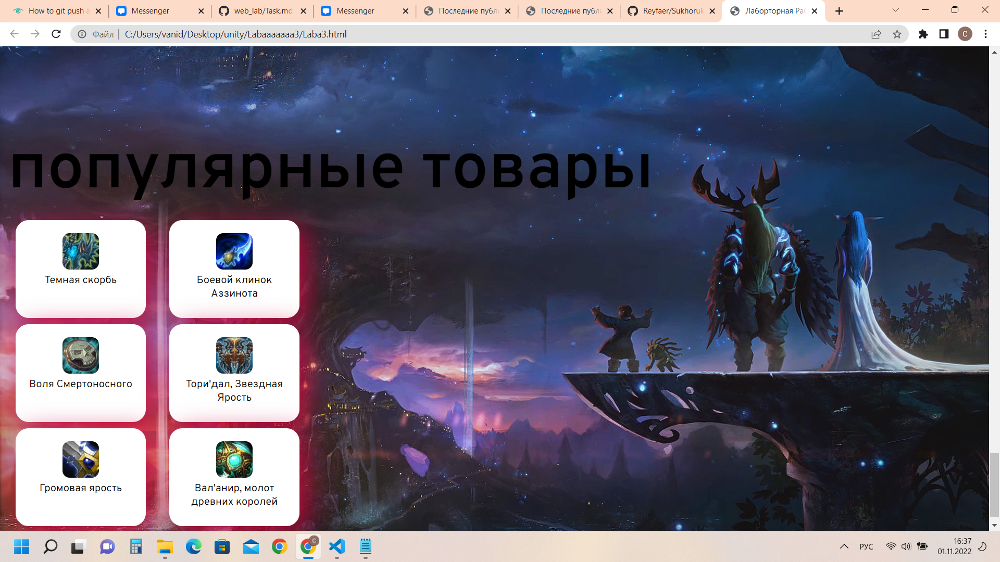 How to git push a
Messenger
web_lab/Task.md
Messenger
Последние публ
Последние публ
Reyfaer/Sukhoruk
Лаборторная Ра
Файл | C:/Users/vanid/Desktop/unity/Labaaaaaaa3/Laba3.html
C
популярные товары
Темная скорбь
Боевой клинок
Аззинота
Воля Смертоносного
Тори'дал, Звездная
Ярость
Громовая ярость
Вал'анир, молот
древних королей
C
РУС
16:37
01.11.2022